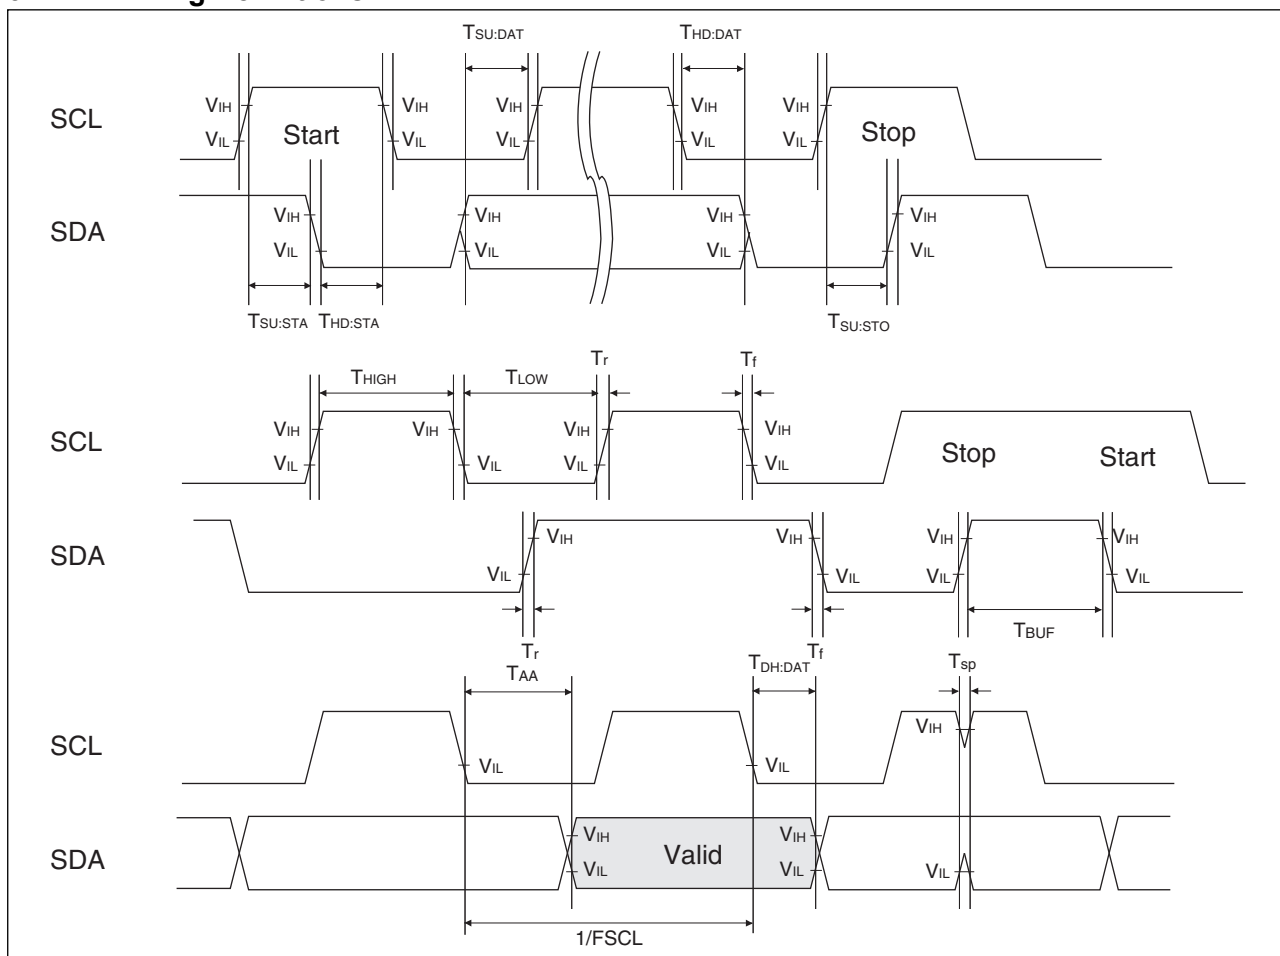 TSU:DAT THD:DAT
VIH VIH VIH VIH VIH
SCL Start Stop
VIL VIL VIL VIL VIL
VIH VIH VIH VIH
SDA
VIL VIL VIL VIL
TSU:STA THD:STA TSU:STO
Tr Tf
THIGH TLOW
VIH VIH VIH VIH
SCL Stop Start
VIL VIL VIL VIL
VIH VIH VIH VIH
SDA
VIL VIL VIL VIL
TBUF
Tr Tf
TAA TDH:DAT Tsp
SCL VIH
VIL VIL
VIH VIH
SDA Valid
VIL VIL VIL
1/FSCL